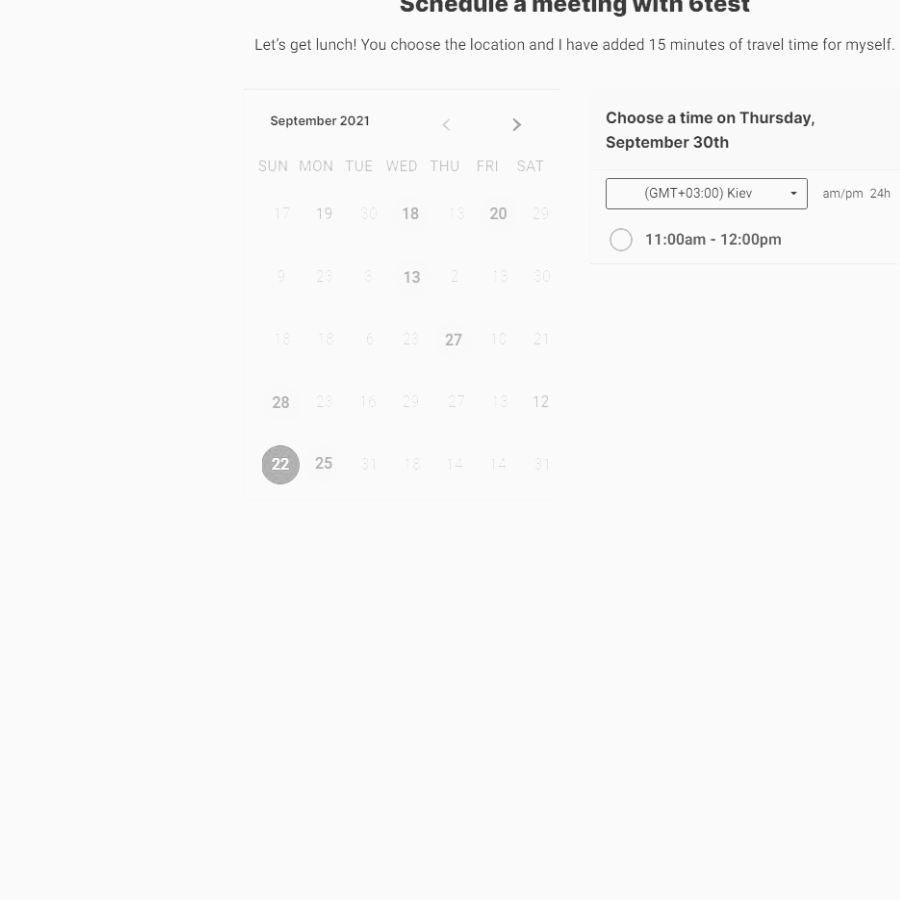 Schedule a meeting with 6test
Let's get lunch! You choose the location and I have added 15 minutes of travel time for myself.
September 2021
SUN MON TUE WED THU FRI SAT
17 19 30 18 13 20 29
9 23 3 13 2 13 30
18 18 6 23 27 10 21
28 23 16 29 27 13 12
22 25 31 18 14 14 31
Choose a time on Thursday,
September 30th
(GMT+03:00) Kiev am/pm 24h
11:00am - 12:00pm